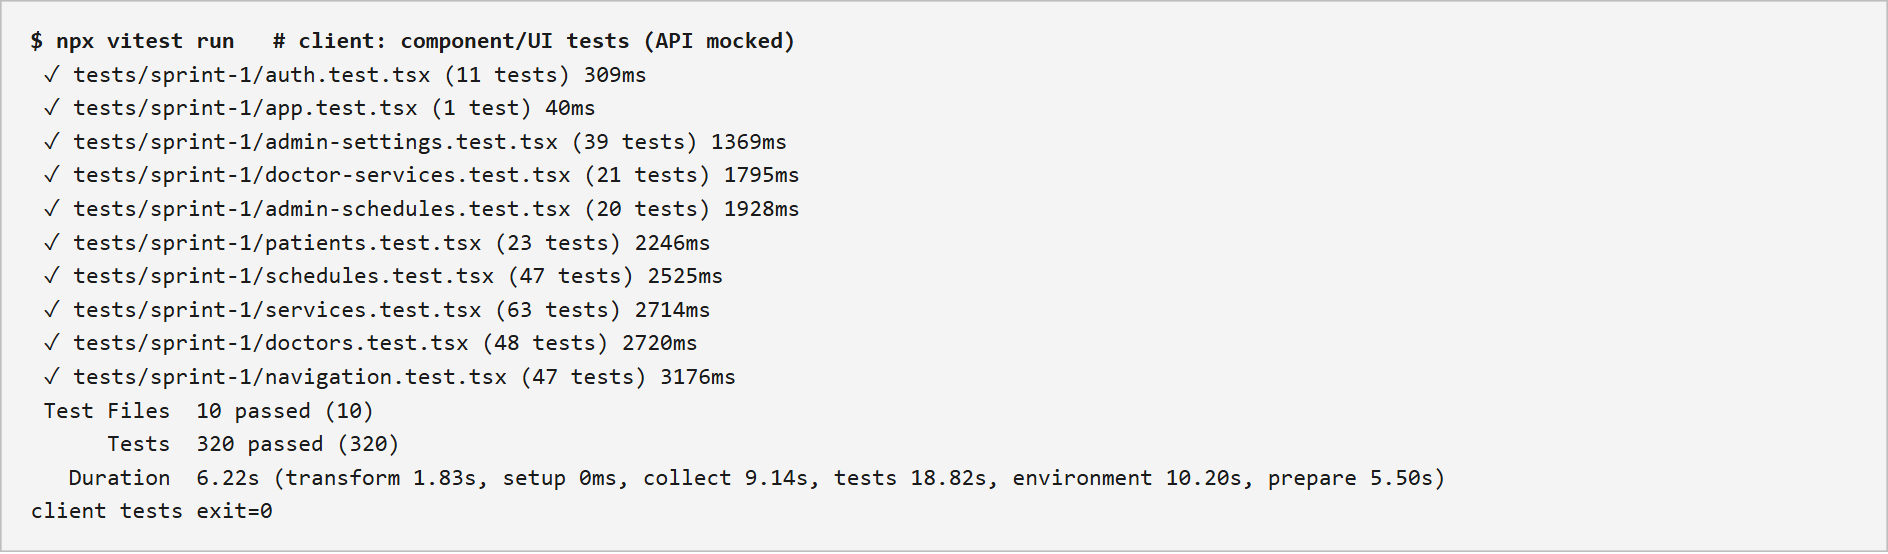 $ npx vitest run   # client: component/UI tests (API mocked)
✓ tests/sprint-1/auth.test.tsx (11 tests) 309ms
✓ tests/sprint-1/app.test.tsx (1 test) 40ms
✓ tests/sprint-1/admin-settings.test.tsx (39 tests) 1369ms
✓ tests/sprint-1/doctor-services.test.tsx (21 tests) 1795ms
✓ tests/sprint-1/admin-schedules.test.tsx (20 tests) 1928ms
✓ tests/sprint-1/patients.test.tsx (23 tests) 2246ms
✓ tests/sprint-1/schedules.test.tsx (47 tests) 2525ms
✓ tests/sprint-1/services.test.tsx (63 tests) 2714ms
✓ tests/sprint-1/doctors.test.tsx (48 tests) 2720ms
✓ tests/sprint-1/navigation.test.tsx (47 tests) 3176ms
Test Files  10 passed (10)
Tests  320 passed (320)
Duration  6.22s (transform 1.83s, setup 0ms, collect 9.14s, tests 18.82s, environment 10.20s, prepare 5.50s)
client tests exit=0